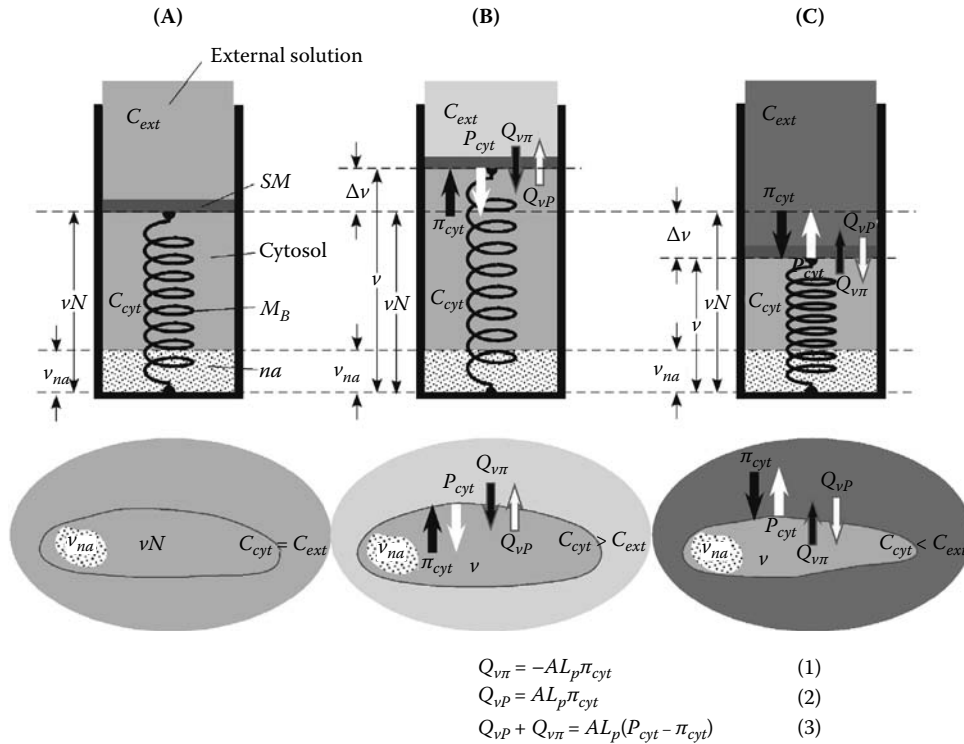 (A)
(B)
(C)
External solution
C_ext
SM
νN
Cytosol
C_cyt
M_B
ν_na
na
C_ext
Q_νπ
P_cyt
Q_νP
Δν
π_cyt
ν
νN
C_cyt
ν_na
C_ext
π_cyt
Q_νP
Δν
P_cyt
Q_νπ
C_cyt
ν
νN
ν_na
ν_na
νN
C_cyt = C_ext
Q_νπ
P_cyt
Q_νP
C_cyt > C_ext
ν_na
π_cyt
ν
π_cyt
Q_νP
P_cyt
C_cyt < C_ext
ν_na
ν
Q_νπ
Q_νπ = −AL_pπ_cyt (1)
Q_νP = AL_pπ_cyt (2)
Q_νP + Q_νπ = AL_p(P_cyt − π_cyt) (3)